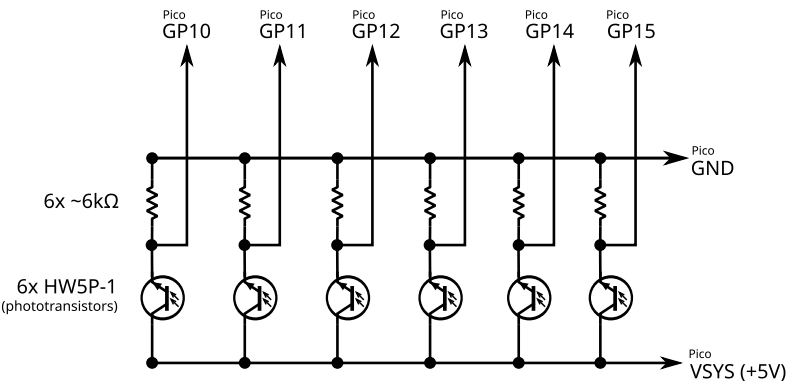 Pico
GP10
Pico
GP11
Pico
GP12
Pico
GP13
Pico
GP14
Pico
GP15
Pico
GND
6x ~6kΩ
6x HW5P-1
(phototransistors)
Pico
VSYS (+5V)